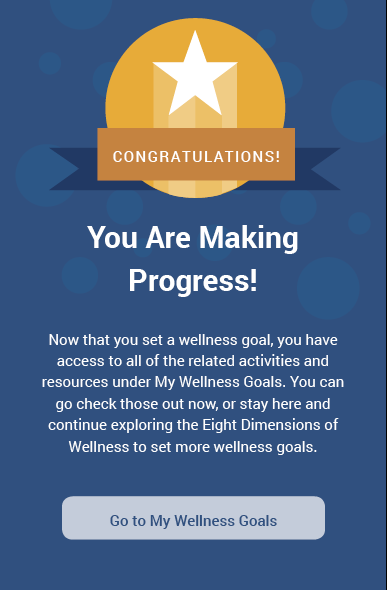 CONGRATULATIONS!
You Are Making
Progress!
Now that you set a wellness goal, you have
access to all of the related activities and
resources under My Wellness Goals. You can
go check those out now, or stay here and
continue exploring the Eight Dimensions of
Wellness to set more wellness goals.
Go to My Wellness Goals